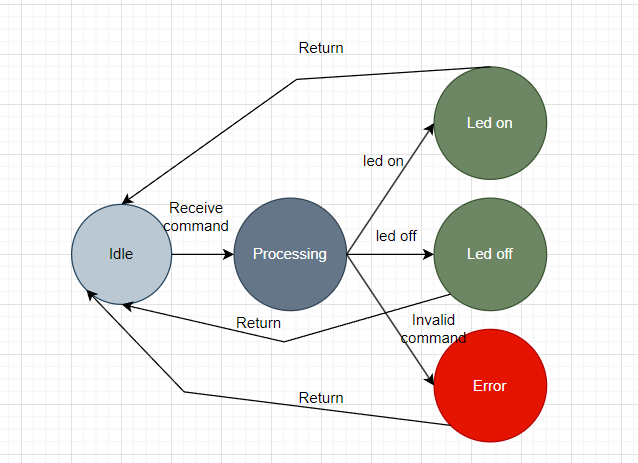 Return
Led on
led on
Receive
command
led off
Idle
Processing
Led off
Return
Invalid
command
Error
Return